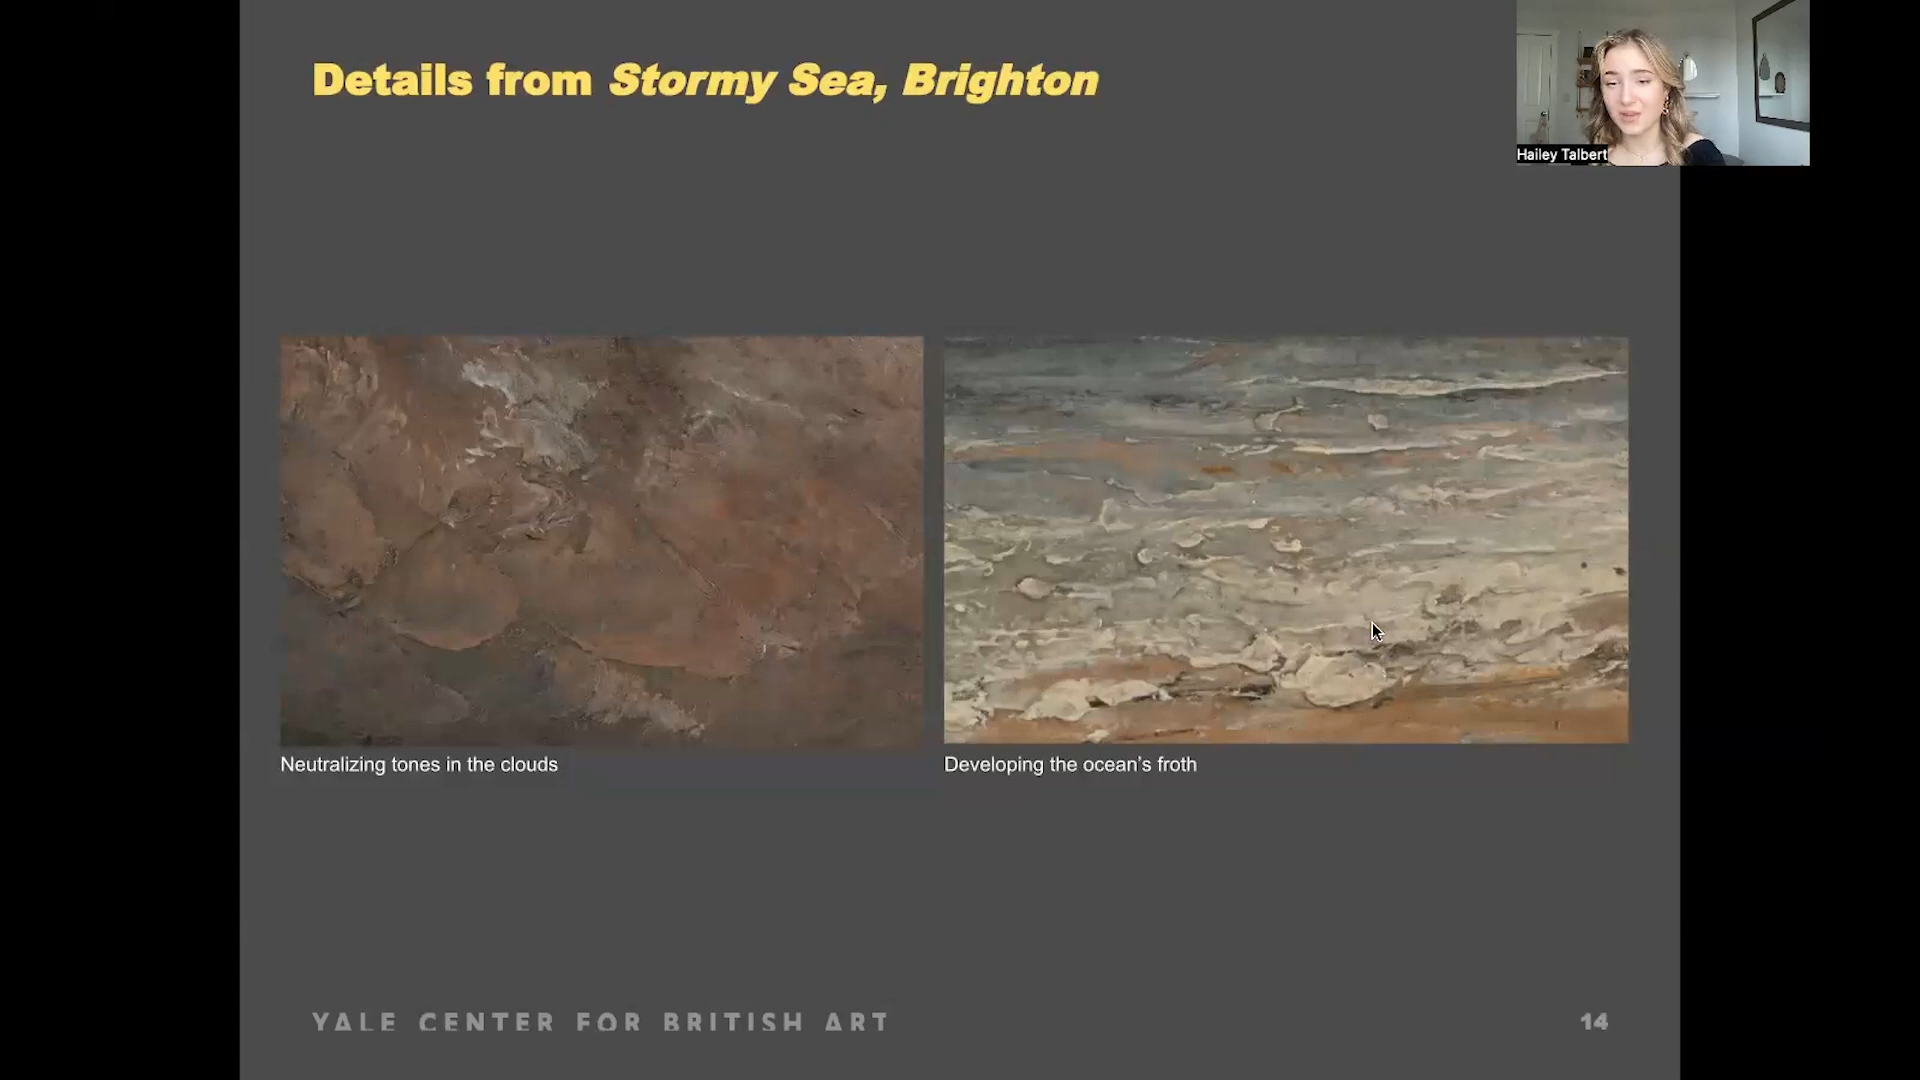 Details from Stormy Sea, Brighton
Hailey Talbert
Neutralizing tones in the clouds
Developing the ocean's froth
YALE CENTER FOR BRITISH ART
14